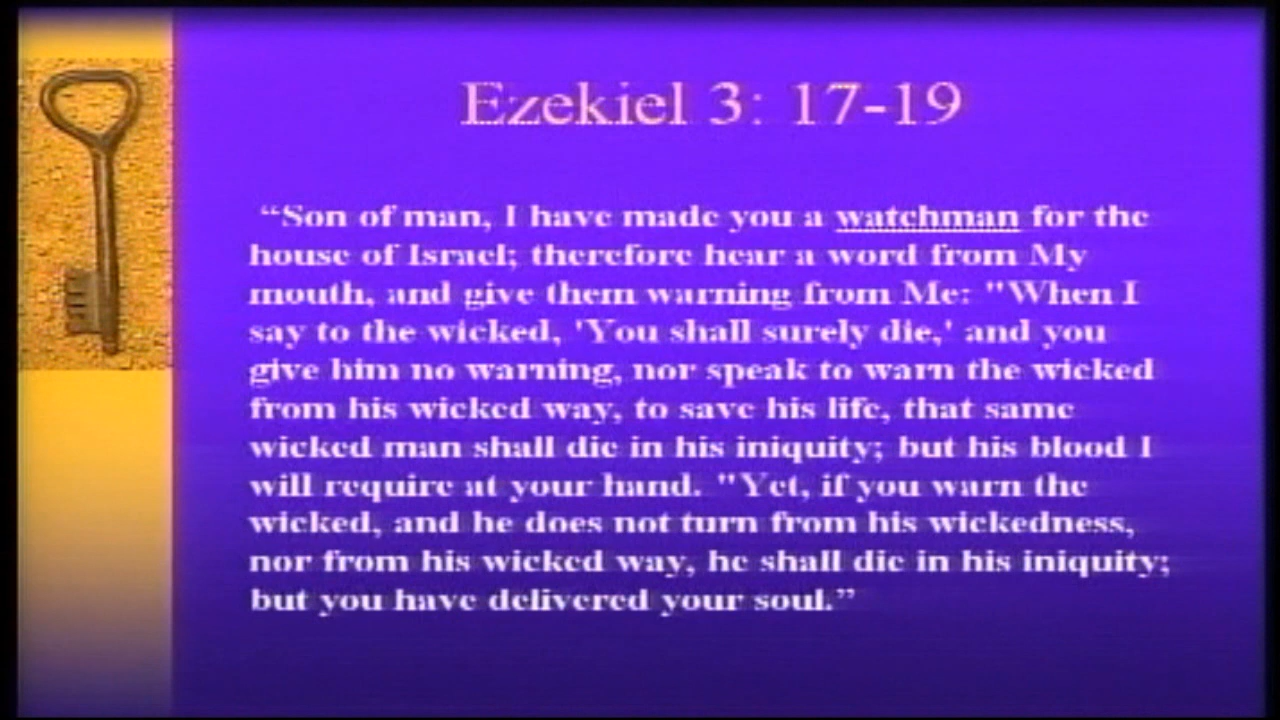 Ezekiel 3: 17-19
“Son of man, I have made you a watchman for the
house of Israel; therefore hear a word from My
mouth, and give them warning from Me: "When I
say to the wicked, 'You shall surely die,' and you
give him no warning, nor speak to warn the wicked
from his wicked way, to save his life, that same
wicked man shall die in his iniquity; but his blood I
will require at your hand. "Yet, if you warn the
wicked, and he does not turn from his wickedness,
nor from his wicked way, he shall die in his iniquity;
but you have delivered your soul.”